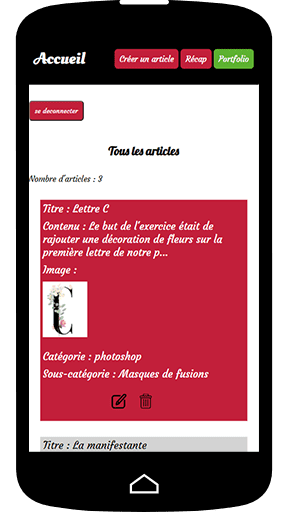 Accueil
Créer un article
Récap
Portfolio
se deconnecter
Tous les articles
Nombre d'articles : 3
Titre : Lettre C
Contenu : Le but de l'exercice était de
rajouter une décoration de fleurs sur la
première lettre de notre p...
Image :
C
Catégorie : photoshop
Sous-catégorie : Masques de fusions
Titre : La manifestante